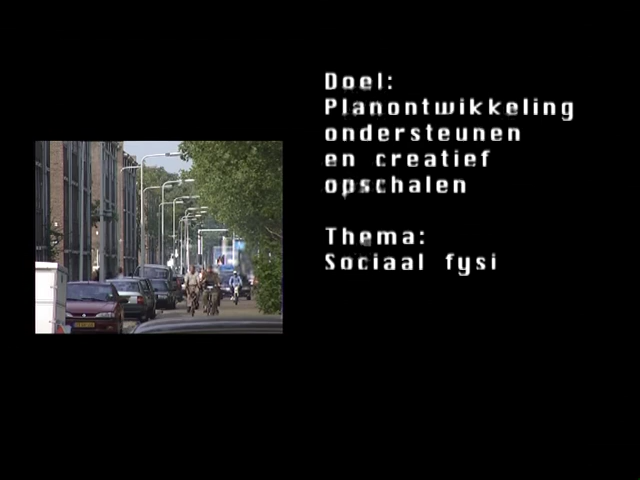 Doel:
Planontwikkeling
ondersteunen
en creatief
opschalen
Thema:
Sociaal fysi